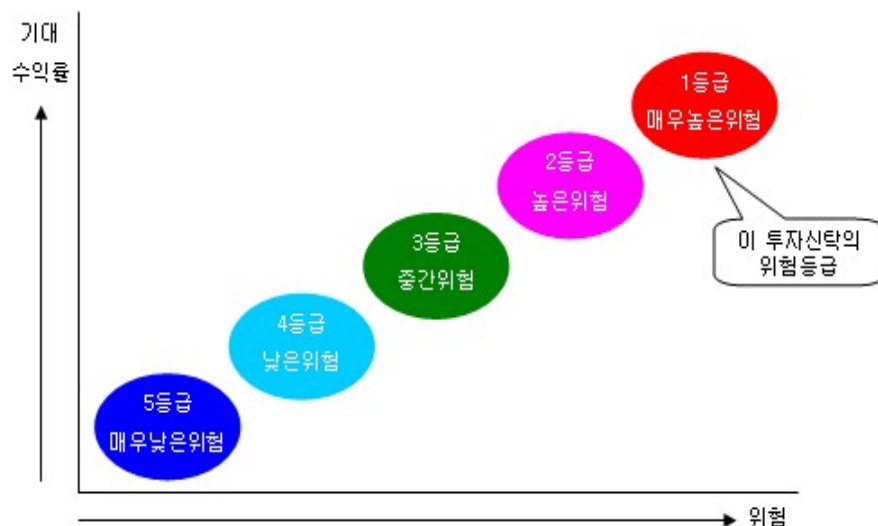 기대
수익률
1등급
매우높은위험
2등급
높은위험
이 투자신탁의
위험등급
3등급
중간위험
4등급
낮은위험
5등급
매우낮은위험
위험